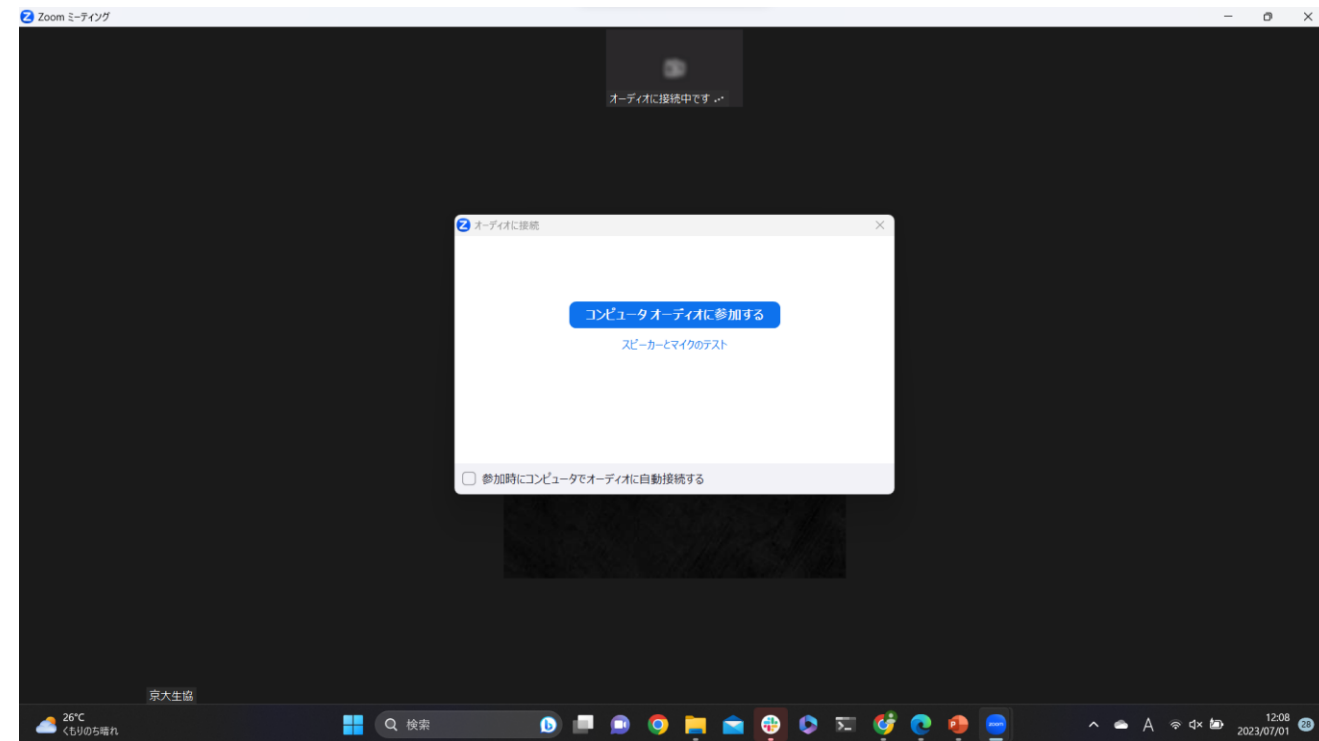 Zoom ミーティング
オーディオに接続中です
オーディオに接続
コンピュータ オーディオに参加する
スピーカーとマイクのテスト
参加時にコンピュータでオーディオに自動接続する
京大生協
26°C
くもりのち晴れ
検索
A
12:08
2023/07/01
28